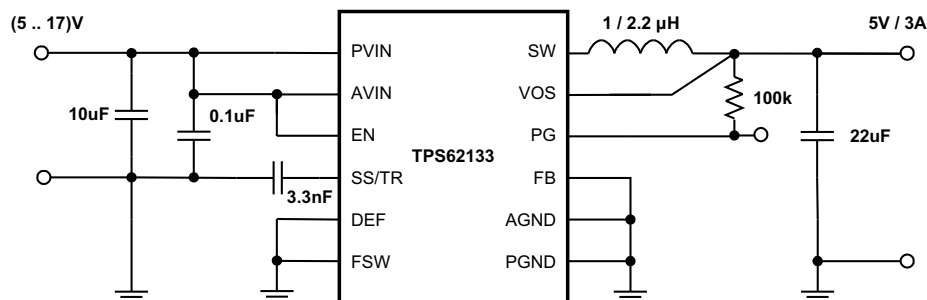 (5 .. 17)V
1 / 2.2 µH
5V / 3A
PVIN
SW
AVIN
VOS
10uF
0.1uF
100k
EN
PG
TPS62133
22uF
SS/TR
FB
3.3nF
DEF
AGND
FSW
PGND